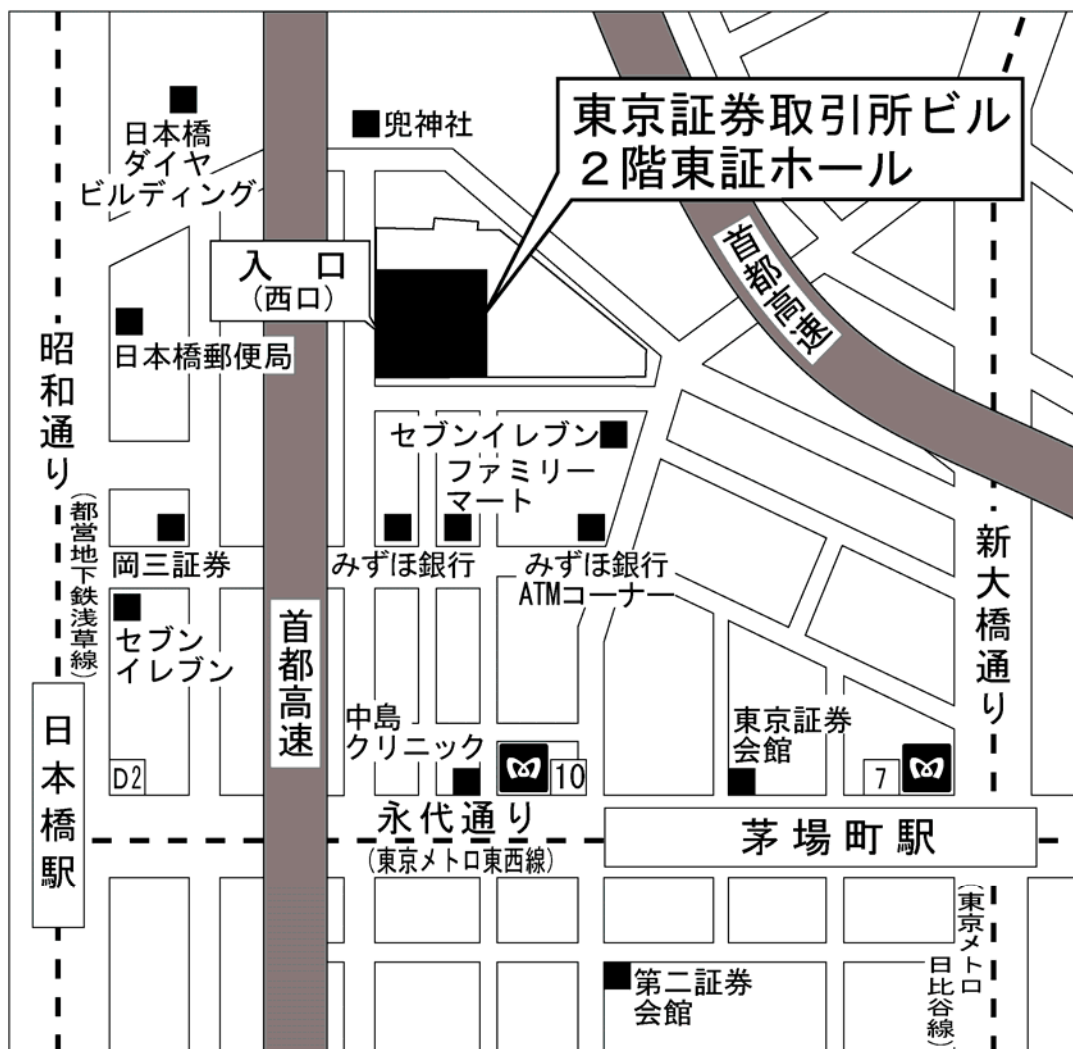 日本橋
ダイヤ
ビルディング
兜神社
東京証券取引所ビル
２階東証ホール
入 口
（西口）
首都高速
日本橋郵便局
昭和通り
（都営地下鉄浅草線）
セブンイレブン
ファミリー
マート
岡三証券
みずほ銀行
みずほ銀行
ATMコーナー
新大橋通り
セブン
イレブン
首都高速
中島
クリニック
東京証券
会館
日本橋駅
D2
10
7
永代通り
（東京メトロ東西線）
茅場町駅
（東京メトロ
日比谷線）
第二証券
会館